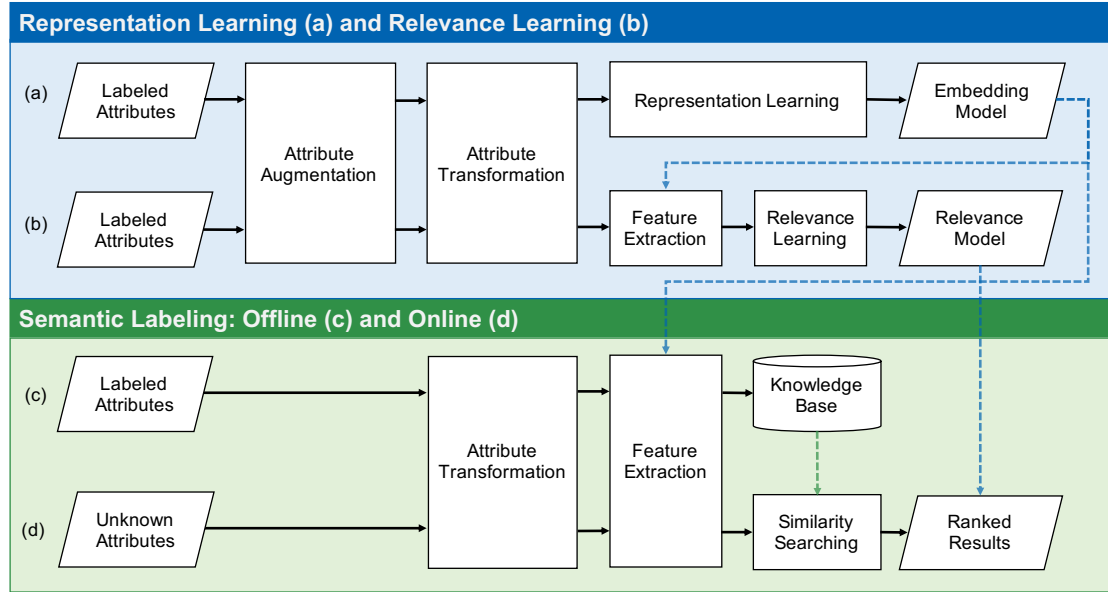 Representation Learning (a) and Relevance Learning (b)
(a)
Labeled
Attributes
Attribute
Augmentation
Attribute
Transformation
Representation Learning
Embedding
Model
(b)
Labeled
Attributes
Feature
Extraction
Relevance
Learning
Relevance
Model
Semantic Labeling: Offline (c) and Online (d)
(c)
Labeled
Attributes
Attribute
Transformation
Feature
Extraction
Knowledge
Base
(d)
Unknown
Attributes
Similarity
Searching
Ranked
Results